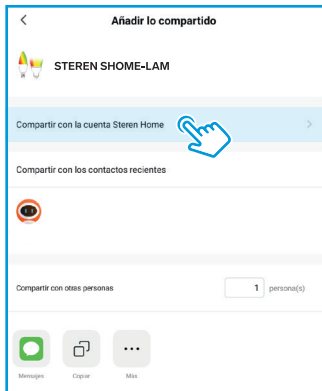 Añadir lo compartido
STEREN SHOME-LAM
Compartir con la cuenta Steren Home
Compartir con los contactos recientes
Compartir con otras personas 1 persona(s)
Mensajes Copiar Más